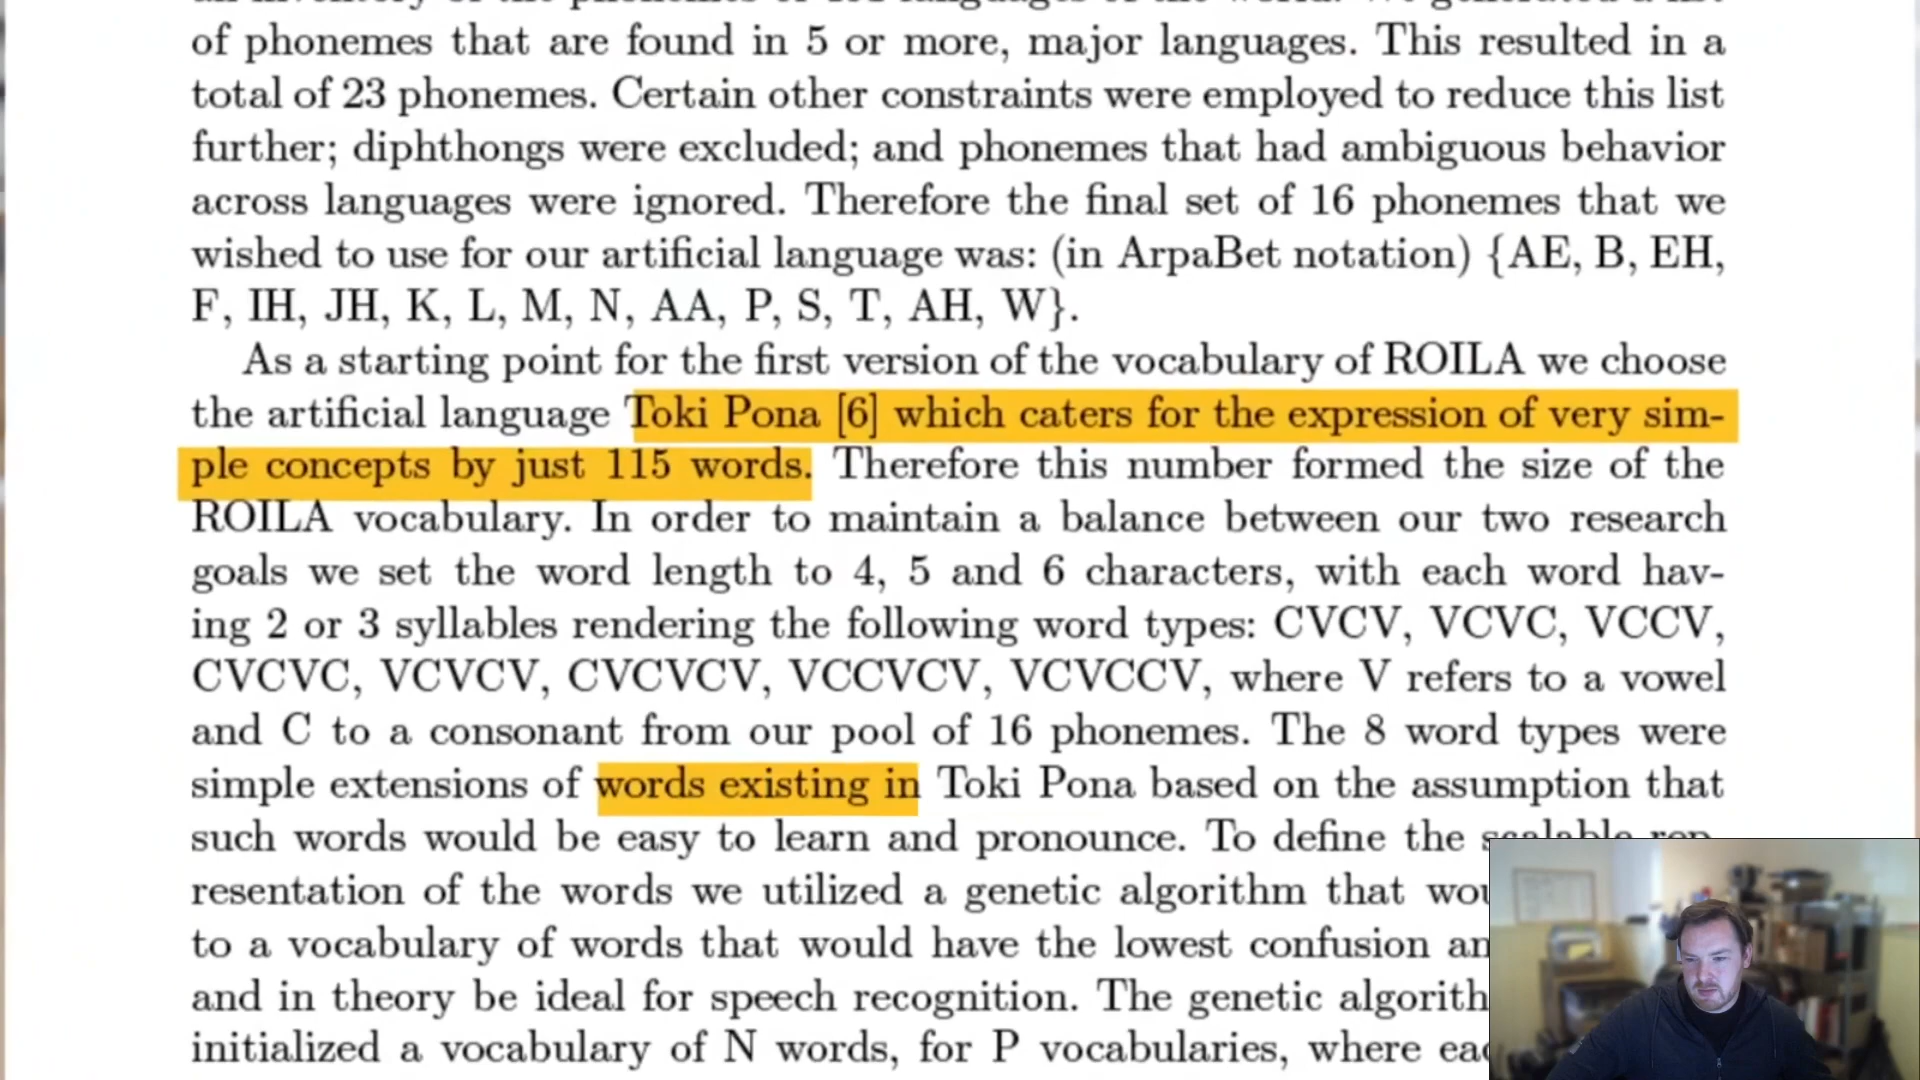 of phonemes that are found in 5 or more, major languages. This resulted in a
total of 23 phonemes. Certain other constraints were employed to reduce this list
further; diphthongs were excluded; and phonemes that had ambiguous behavior
across languages were ignored. Therefore the final set of 16 phonemes that we
wished to use for our artificial language was: (in ArpaBet notation) {AE, B, EH,
F, IH, JH, K, L, M, N, AA, P, S, T, AH, W}.
As a starting point for the first version of the vocabulary of ROILA we choose
the artificial language Toki Pona [6] which caters for the expression of very sim-
ple concepts by just 115 words. Therefore this number formed the size of the
ROILA vocabulary. In order to maintain a balance between our two research
goals we set the word length to 4, 5 and 6 characters, with each word hav-
ing 2 or 3 syllables rendering the following word types: CVCV, VCVC, VCCV,
CVCVC, VCVCV, CVCVCV, VCCVCV, VCVCCV, where V refers to a vowel
and C to a consonant from our pool of 16 phonemes. The 8 word types were
simple extensions of words existing in Toki Pona based on the assumption that
such words would be easy to learn and pronounce. To define the
resentation of the words we utilized a genetic algorithm that
to a vocabulary of words that would have the lowest confusion
and in theory be ideal for speech recognition. The genetic
initialized a vocabulary of N words, for P vocabularies, where